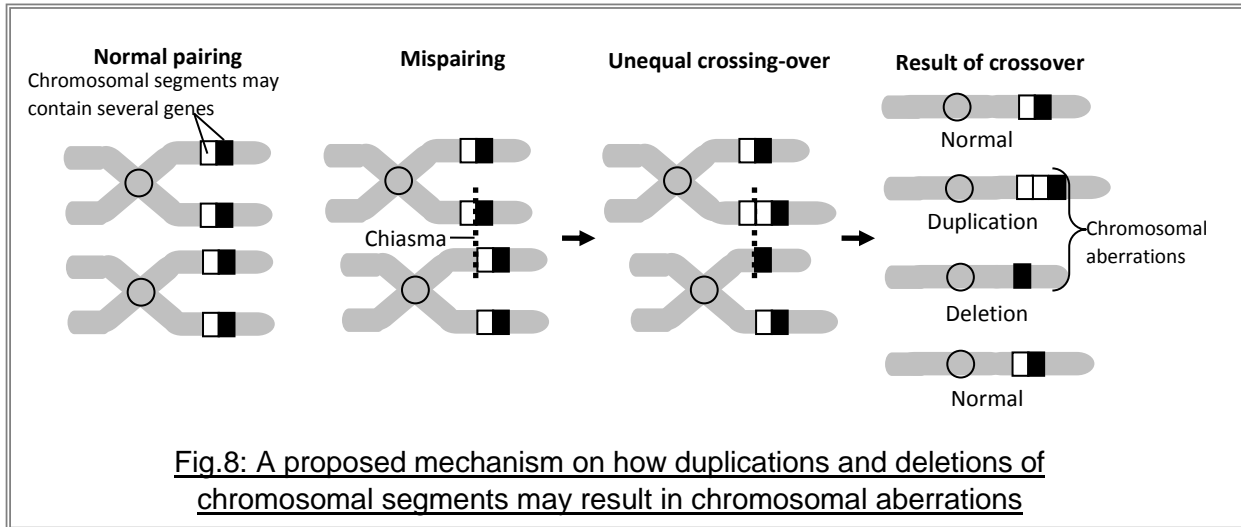 Normal pairing
Chromosomal segments may
contain several genes
Mispairing
Chiasma
Unequal crossing-over
Result of crossover
Normal
Duplication
Deletion
Normal
Chromosomal
aberrations
Fig.8: A proposed mechanism on how duplications and deletions of
chromosomal segments may result in chromosomal aberrations